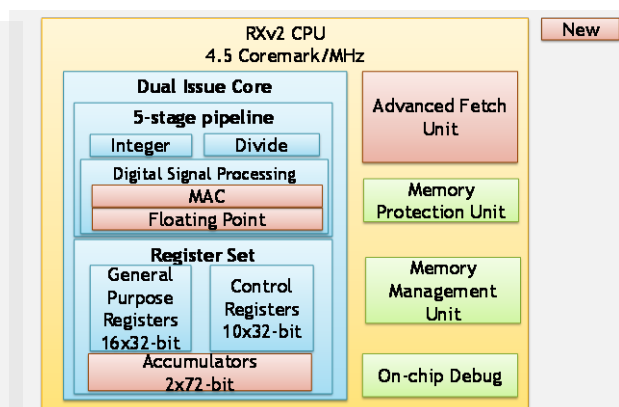 RXv2 CPU
4.5 Coremark/MHz
New
Dual Issue Core
5-stage pipeline
Integer
Divide
Digital Signal Processing
MAC
Floating Point
Register Set
General
Purpose
Registers
16x32-bit
Control
Registers
10x32-bit
Accumulators
2x72-bit
Advanced Fetch
Unit
Memory
Protection Unit
Memory
Management
Unit
On-chip Debug